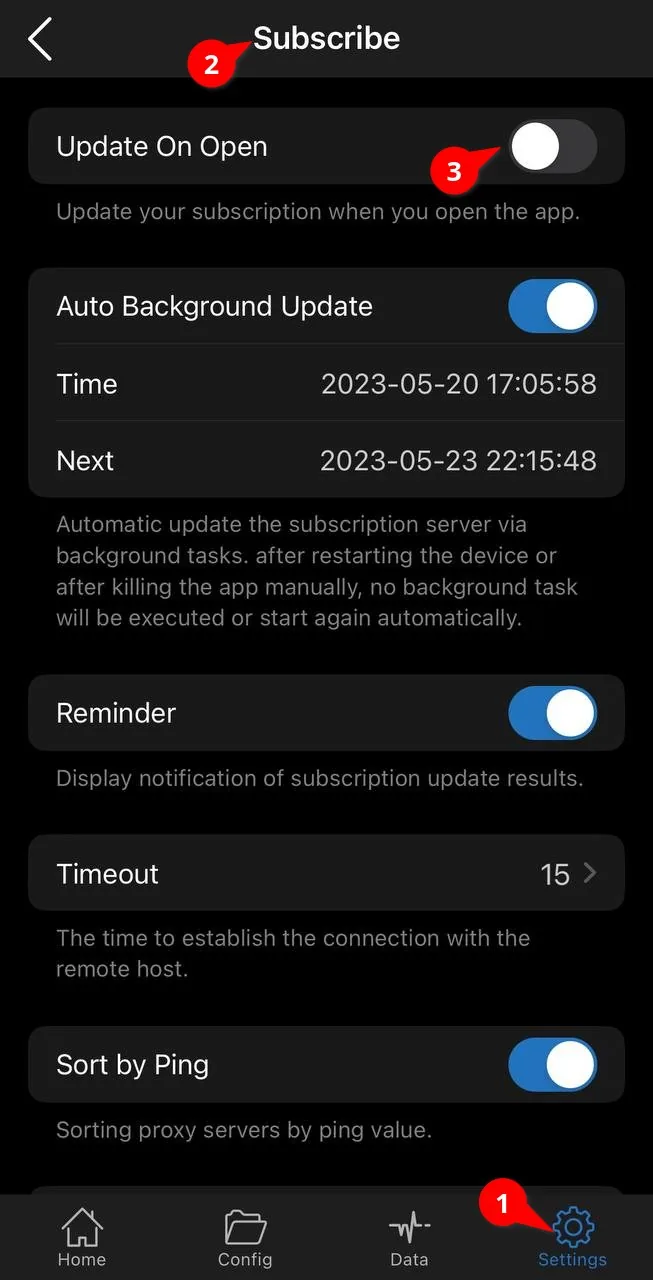 Subscribe
2
Update On Open
3
Update your subscription when you open the app.
Auto Background Update
Time 2023-05-20 17:05:58
Next 2023-05-23 22:15:48
Automatic update the subscription server via
background tasks. after restarting the device or
after killing the app manually, no background task
will be executed or start again automatically.
Reminder
Display notification of subscription update results.
Timeout 15
The time to establish the connection with the
remote host.
Sort by Ping
Sorting proxy servers by ping value.
1
Home Config Data Settings